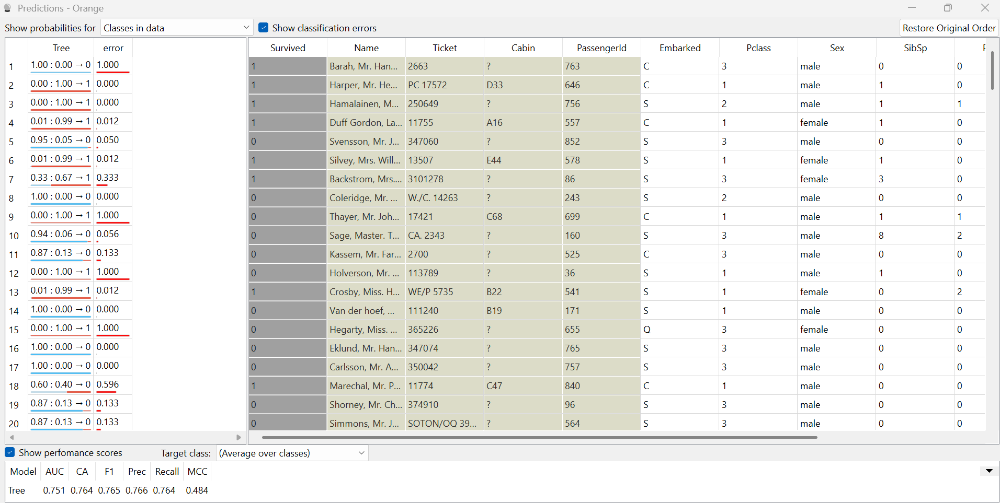 Predictions - Orange
Show probabilities for Classes in data Show classification errors Restore Original Order
Tree error Survived Name Ticket Cabin PassengerId Embarked Pclass Sex SibSp
1 1.00 : 0.00 → 0 1.000 1 Barah, Mr. Han... 2663 ? 763 C 3 male 0 0
2 0.00 : 1.00 → 1 0.000 1 Harper, Mr. He... PC 17572 D33 646 C 1 male 1 0
3 0.00 : 1.00 → 1 0.000 1 Hamalainen, M... 250649 ? 756 S 2 male 1 1
4 0.01 : 0.99 → 1 0.012 1 Duff Gordon, La... 11755 A16 557 C 1 female 1 0
5 0.95 : 0.05 → 0 0.050 0 Svensson, Mr. J... 347060 ? 852 S 3 male 0 0
6 0.01 : 0.99 → 1 0.012 1 Silvey, Mrs. Will... 13507 E44 578 S 1 female 1 0
7 0.33 : 0.67 → 1 0.333 1 Backstrom, Mrs.... 3101278 ? 86 S 3 female 3 0
8 1.00 : 0.00 → 0 0.000 0 Coleridge, Mr. ... W./C. 14263 ? 243 S 2 male 0 0
9 0.00 : 1.00 → 1 1.000 0 Thayer, Mr. Joh... 17421 C68 699 C 1 male 1 1
10 0.94 : 0.06 → 0 0.056 0 Sage, Master. T... CA. 2343 ? 160 S 3 male 8 2
11 0.87 : 0.13 → 0 0.133 0 Kassem, Mr. Far... 2700 ? 525 C 3 male 0 0
12 0.00 : 1.00 → 1 1.000 0 Holverson, Mr. ... 113789 ? 36 S 1 male 1 0
13 0.01 : 0.99 → 1 0.012 1 Crosby, Miss. H... WE/P 5735 B22 541 S 1 female 0 2
14 1.00 : 0.00 → 0 0.000 0 Van der hoef, ... 111240 B19 171 S 1 male 0 0
15 0.00 : 1.00 → 1 1.000 0 Hegarty, Miss. ... 365226 ? 655 Q 3 female 0 0
16 1.00 : 0.00 → 0 0.000 0 Eklund, Mr. Han... 347074 ? 765 S 3 male 0 0
17 1.00 : 0.00 → 0 0.000 0 Carlsson, Mr. A... 350042 ? 757 S 3 male 0 0
18 0.60 : 0.40 → 0 0.596 1 Marechal, Mr. P... 11774 C47 840 C 1 male 0 0
19 0.87 : 0.13 → 0 0.133 0 Shorney, Mr. Ch... 374910 ? 96 S 3 male 0 0
20 0.87 : 0.13 → 0 0.133 0 Simmons, Mr. J... SOTON/OQ 39... ? 564 S 3 male 0 0
Show perfomance scores Target class: (Average over classes)
Model AUC CA F1 Prec Recall MCC
Tree 0.751 0.764 0.765 0.766 0.764 0.484